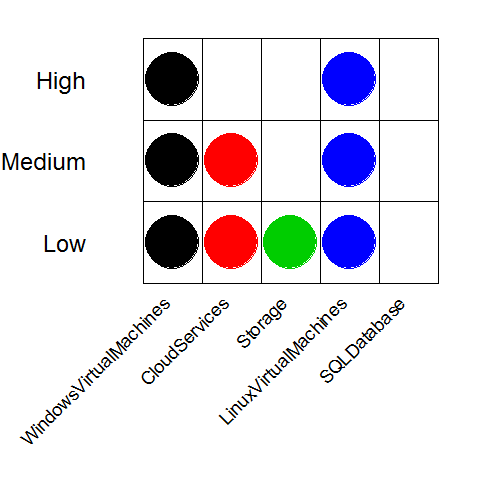 High
Medium
Low
WindowsVirtualMachines
CloudServices
Storage
LinuxVirtualMachines
SQLDatabase